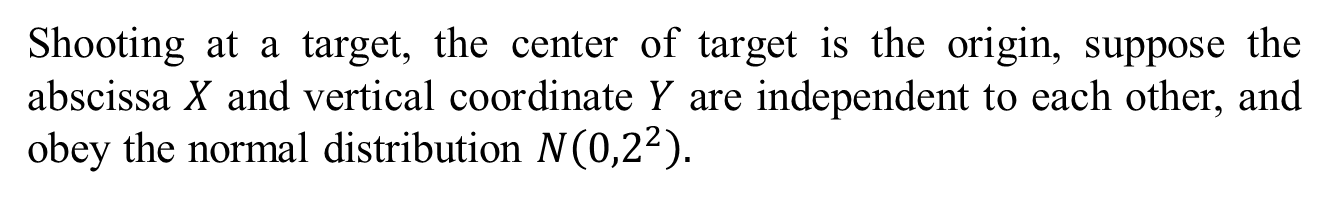 Shooting at a target, the center of target is the origin, suppose the
abscissa X and vertical coordinate Y are independent to each other, and
obey the normal distribution N(0,2²).